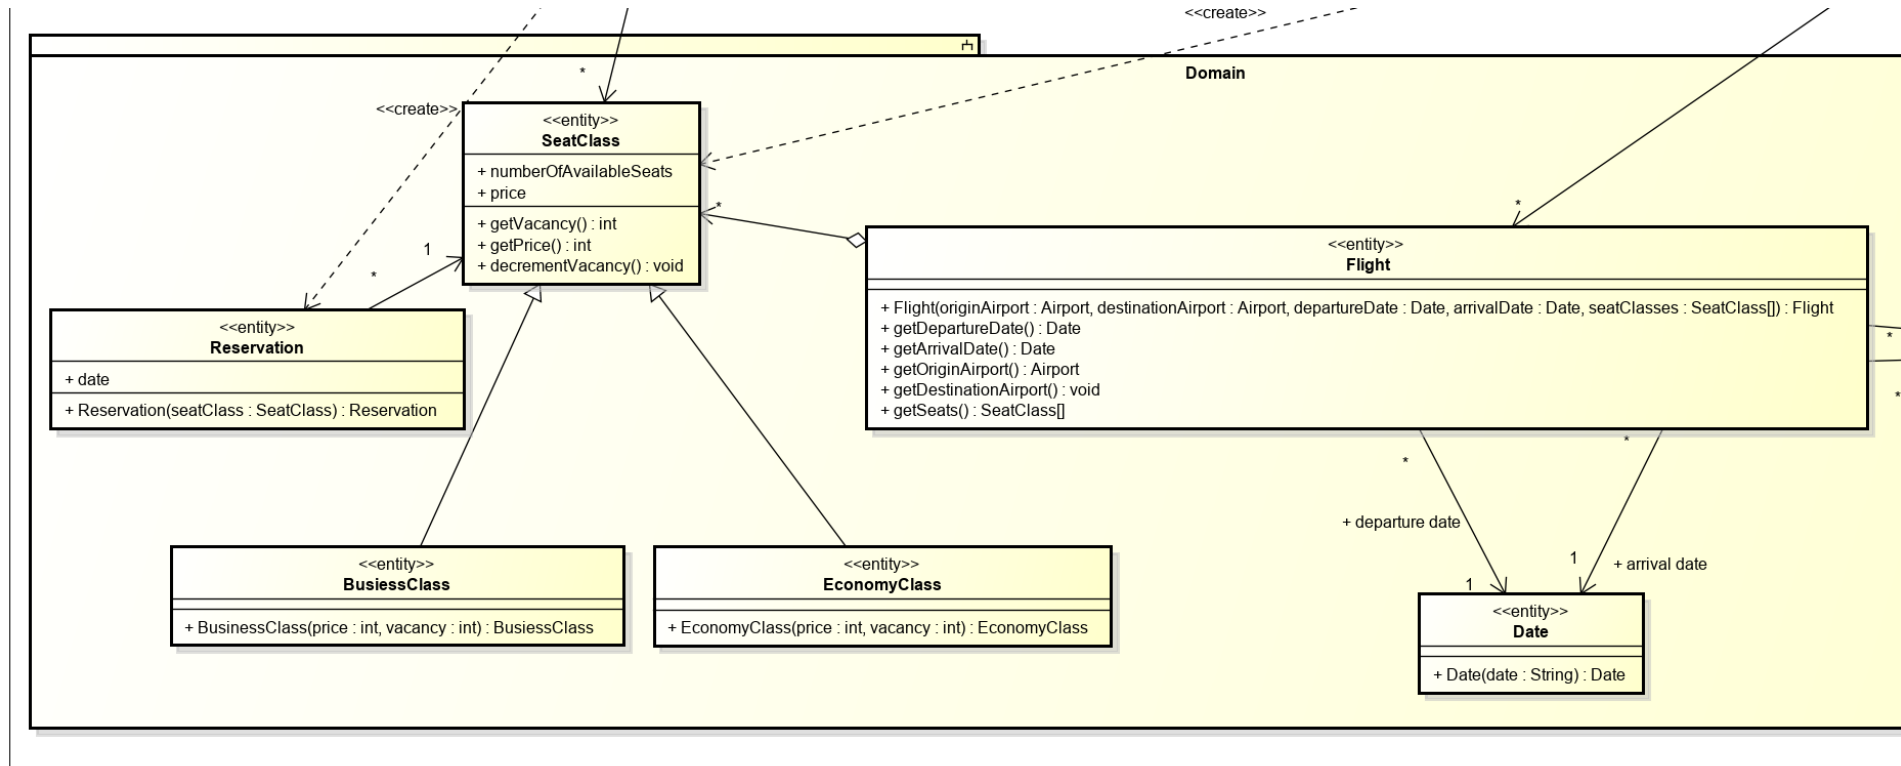 <<create>>
Domain
*
<<create>>
<<entity>>
SeatClass
+ numberOfAvailableSeats
+ price
+ getVacancy() : int
+ getPrice() : int
+ decrementVacancy() : void
*
*
1
*
<<entity>>
Flight
+ Flight(originAirport : Airport, destinationAirport : Airport, departureDate : Date, arrivalDate : Date, seatClasses : SeatClass[]) : Flight
+ getDepartureDate() : Date
+ getArrivalDate() : Date
+ getOriginAirport() : Airport
+ getDestinationAirport() : void
+ getSeats() : SeatClass[]
*
*
<<entity>>
Reservation
+ date
+ Reservation(seatClass : SeatClass) : Reservation
*
*
+ departure date
1
1
+ arrival date
<<entity>>
BusiessClass
+ BusinessClass(price : int, vacancy : int) : BusiessClass
<<entity>>
EconomyClass
+ EconomyClass(price : int, vacancy : int) : EconomyClass
<<entity>>
Date
+ Date(date : String) : Date